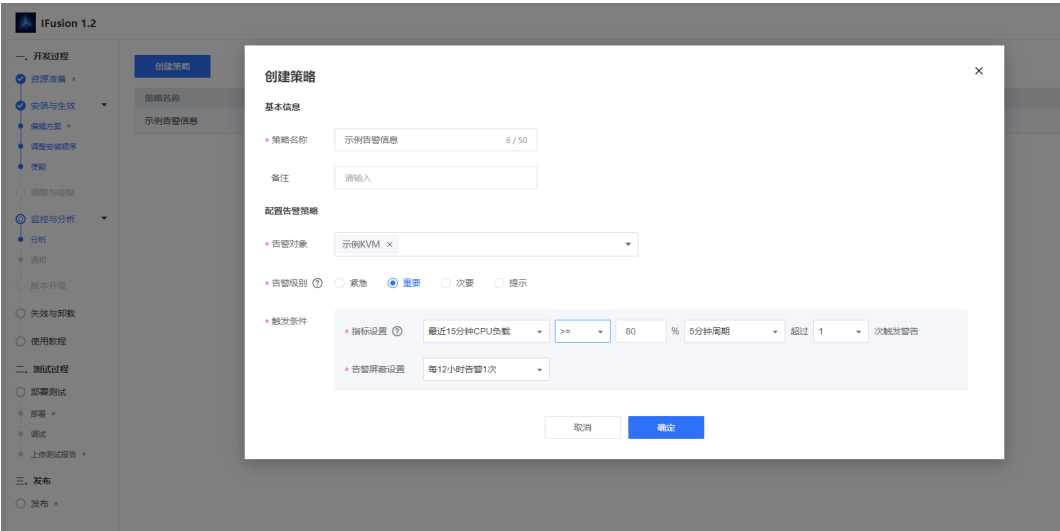 IFusion 1.2
一、开发过程
资源准备 *
安装与生效
编辑方案 *
调整安装顺序
使能
调整与控制
监控与分析
分析
通知
版本升级
失效与卸载
使用教程
二、测试过程
部署测试
部署 *
调试
上传测试报告 *
三、发布
发布 *
创建策略
策略名称
示例告警信息
创建策略
基本信息
* 策略名称 示例告警信息 6 / 50
备注 请输入
配置告警策略
* 告警对象 示例KVM ×
* 告警级别 ? 紧急 重要 次要 提示
* 触发条件
* 指标设置 ? 最近15分钟CPU负载 >= 80 % 5分钟周期 超过 1 次触发警告
* 告警屏蔽设置 每12小时告警1次
取消 确定